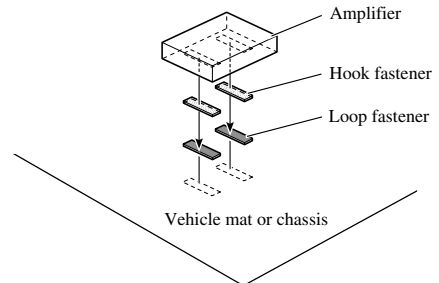 Amplifier
Hook fastener
Loop fastener
Vehicle mat or chassis